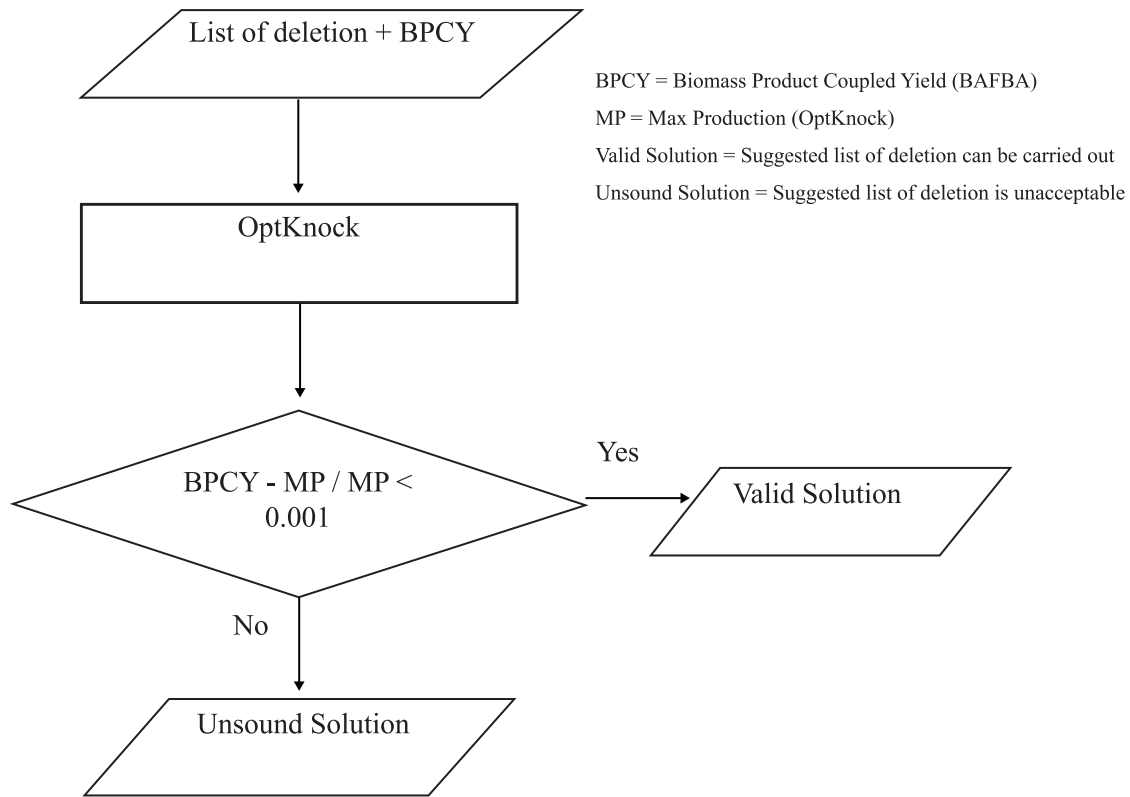 List of deletion + BPCY
BPCY = Biomass Product Coupled Yield (BAFBA)
MP = Max Production (OptKnock)
Valid Solution = Suggested list of deletion can be carried out
Unsound Solution = Suggested list of deletion is unacceptable
OptKnock
BPCY - MP / MP <
0.001
Yes
Valid Solution
No
Unsound Solution